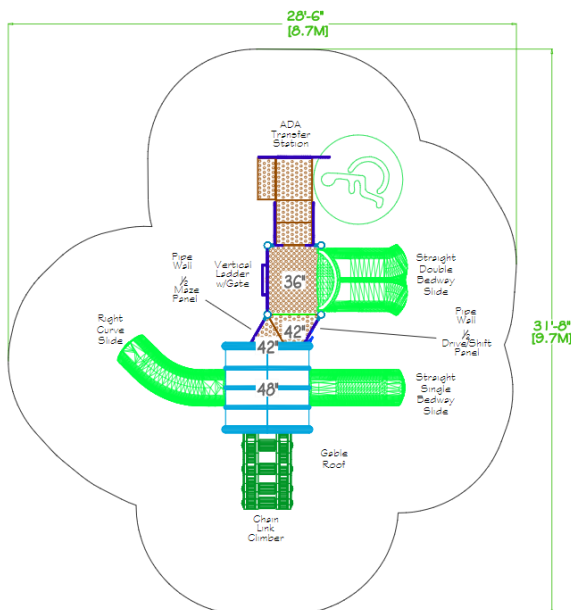 28'-6"
[8.7M]
ADA
Transfer
Station
Pipe
Wall
½
Maze
Panel
Vertical
Ladder
w/Gate
36"
Straight
Double
Bedway
Slide
Right
Curve
Slide
42"
42"
48"
Pipe
Wall
½
Drive/Shift
Panel
31'-8"
[9.7M]
Straight
Single
Bedway
Slide
Gable
Roof
Chain
Link
Climber